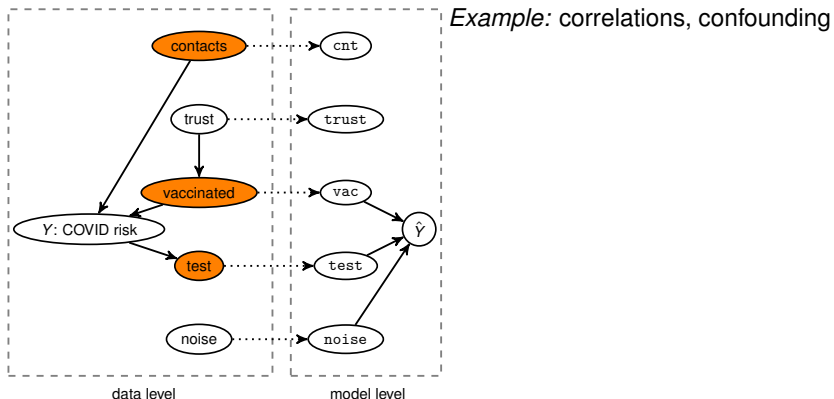 Example: correlations, confounding
contacts
cnt
trust
trust
vaccinated
vac
Y: COVID risk
Ŷ
test
test
noise
noise
data level
model level